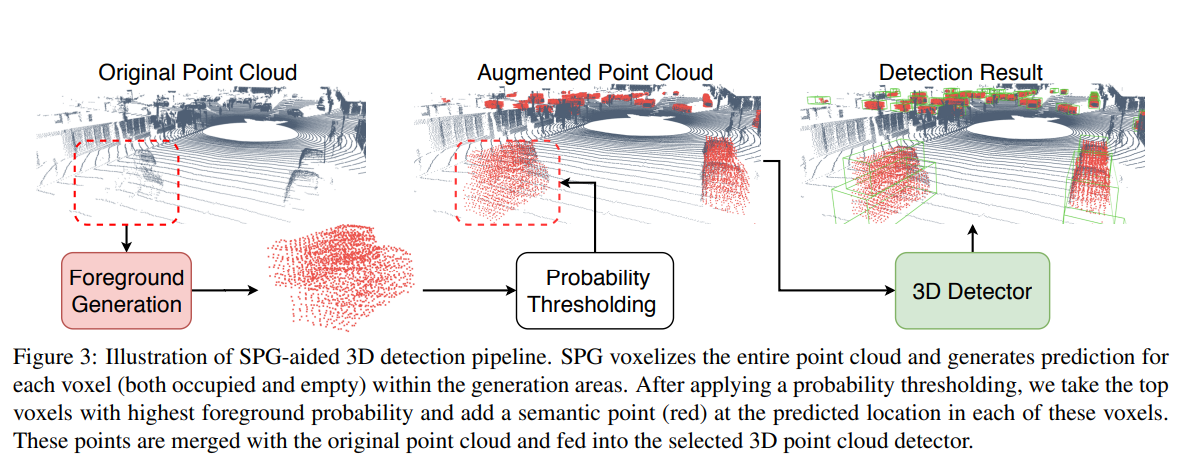 Original Point Cloud
Augmented Point Cloud
Detection Result
Foreground
Generation
Probability
Thresholding
3D Detector
Figure 3: Illustration of SPG-aided 3D detection pipeline. SPG voxelizes the entire point cloud and generates prediction for
each voxel (both occupied and empty) within the generation areas. After applying a probability thresholding, we take the top
voxels with highest foreground probability and add a semantic point (red) at the predicted location in each of these voxels.
These points are merged with the original point cloud and fed into the selected 3D point cloud detector.